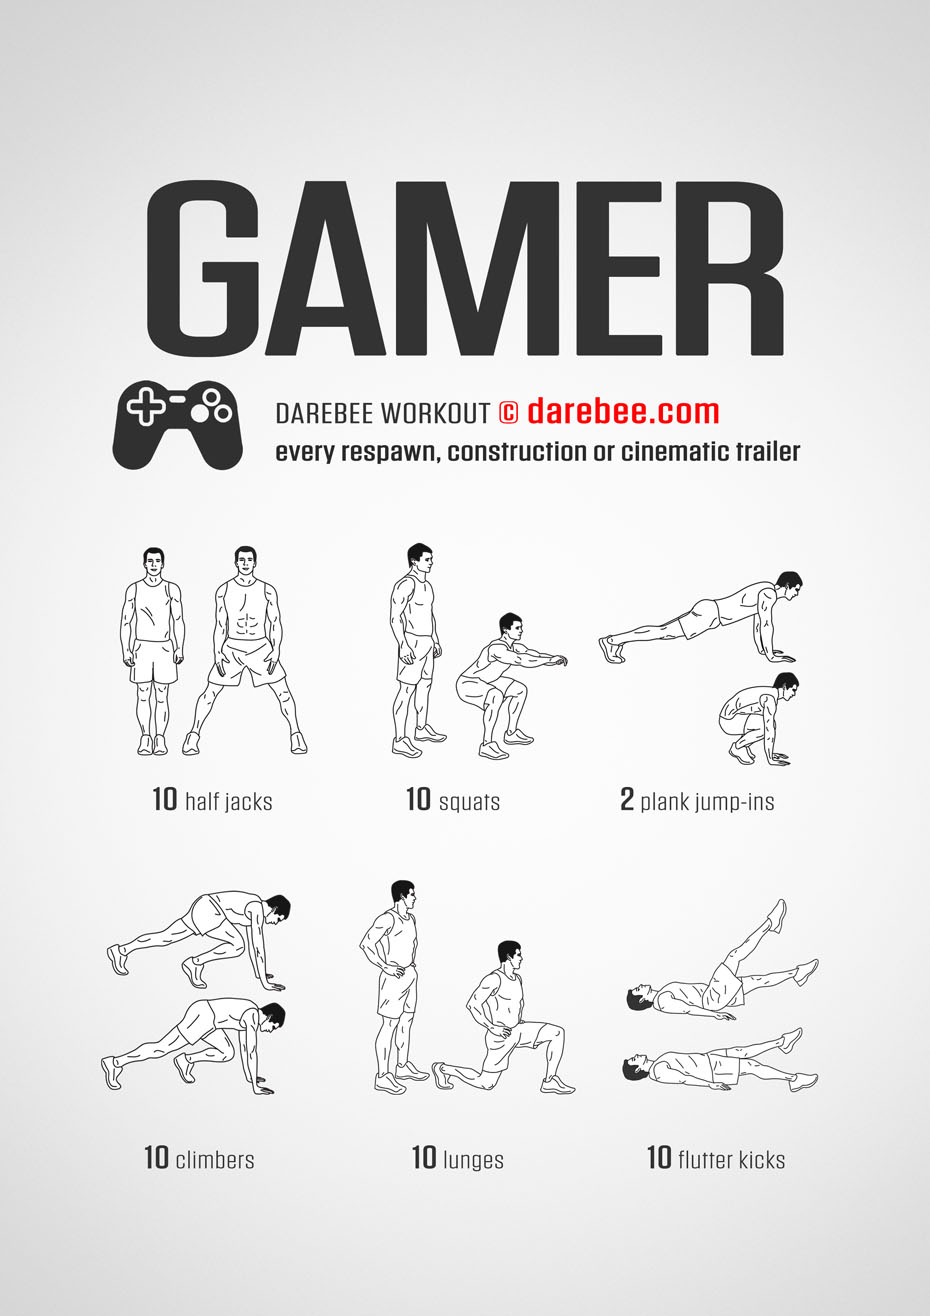 GAMER
DAREBEE WORKOUT © darebee.com
every respawn, construction or cinematic trailer
10 half jacks
10 squats
2 plank jump-ins
10 climbers
10 lunges
10 flutter kicks